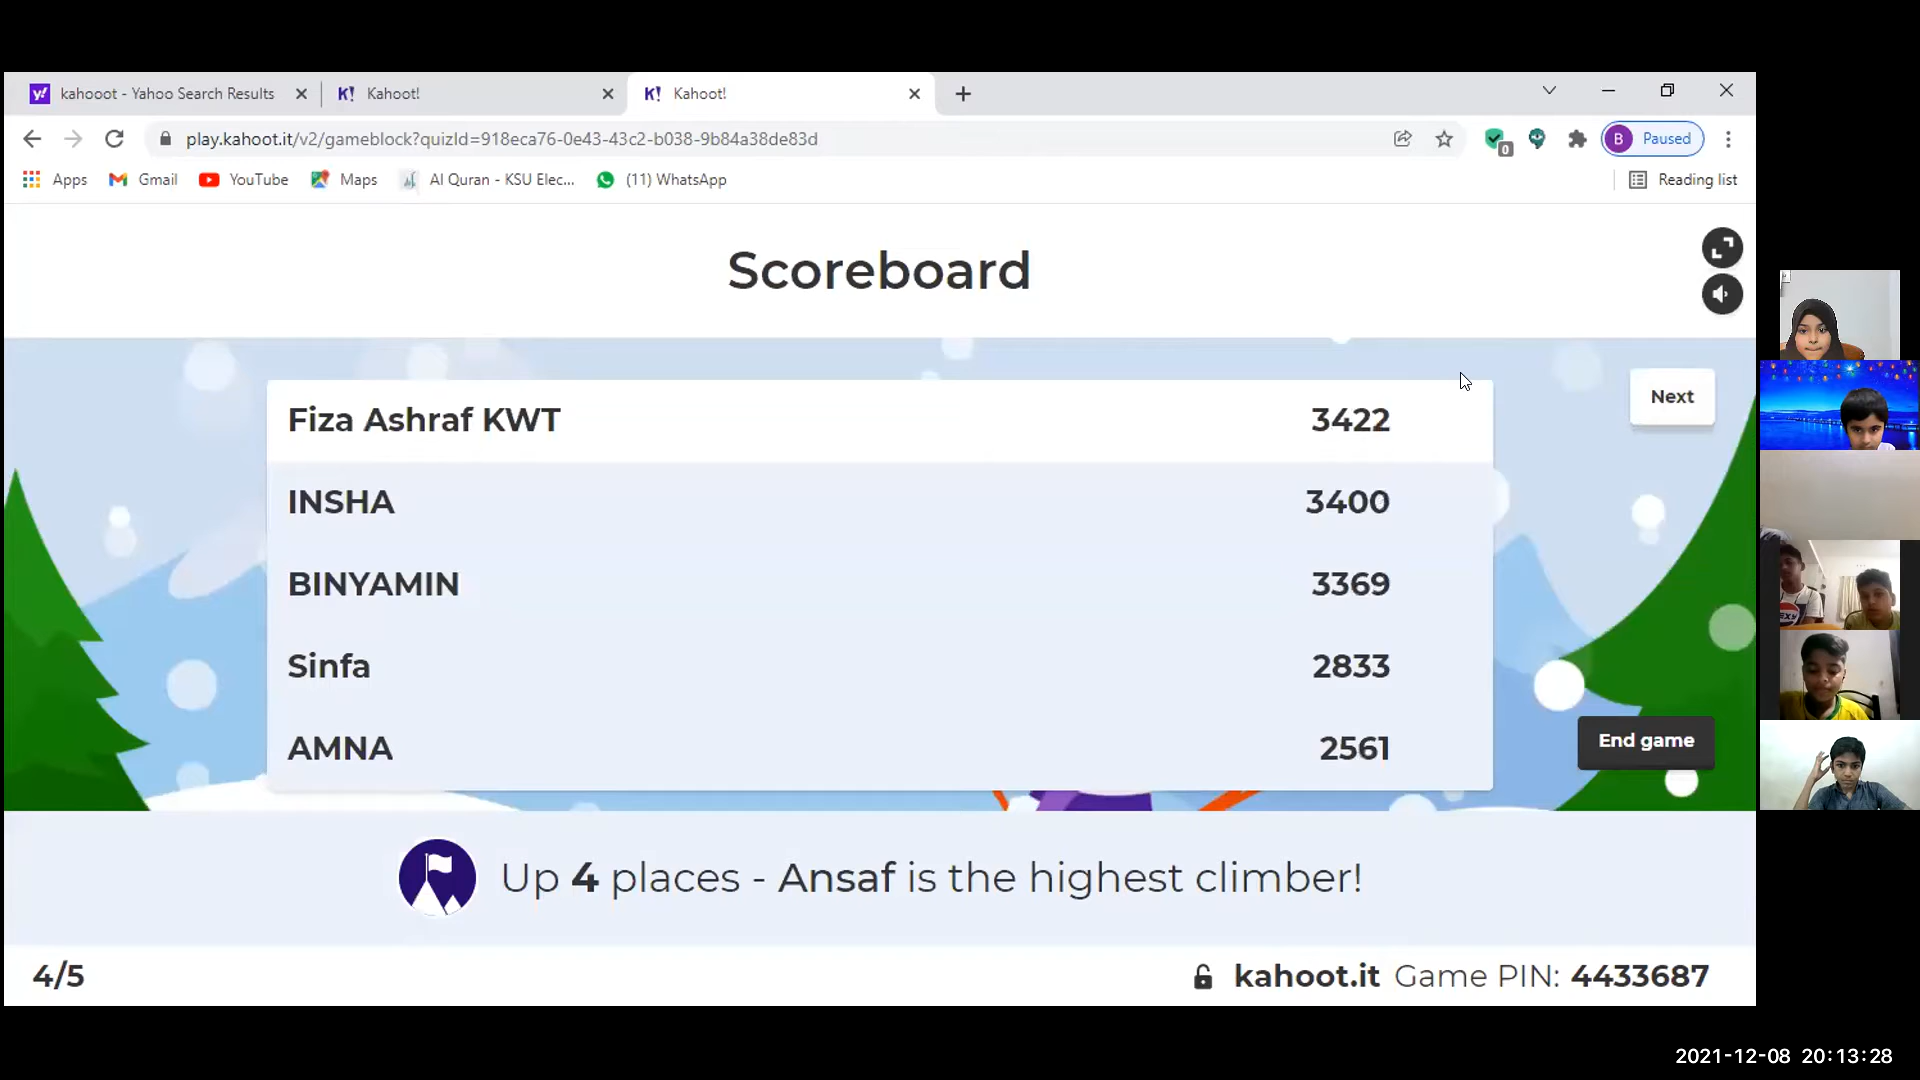 kahooot - Yahoo Search Results
Kahoot!
Kahoot!
play.kahoot.it/v2/gameblock?quizId=918eca76-0e43-43c2-b038-9b84a38de83d
0
B Paused
Apps Gmail YouTube Maps Al Quran - KSU Elec... (11) WhatsApp Reading list
Scoreboard
Next
Fiza Ashraf KWT 3422
INSHA 3400
BINYAMIN 3369
Sinfa 2833
AMNA 2561
End game
Up 4 places - Ansaf is the highest climber!
4/5
kahoot.it Game PIN: 4433687
2021-12-08 20:13:28